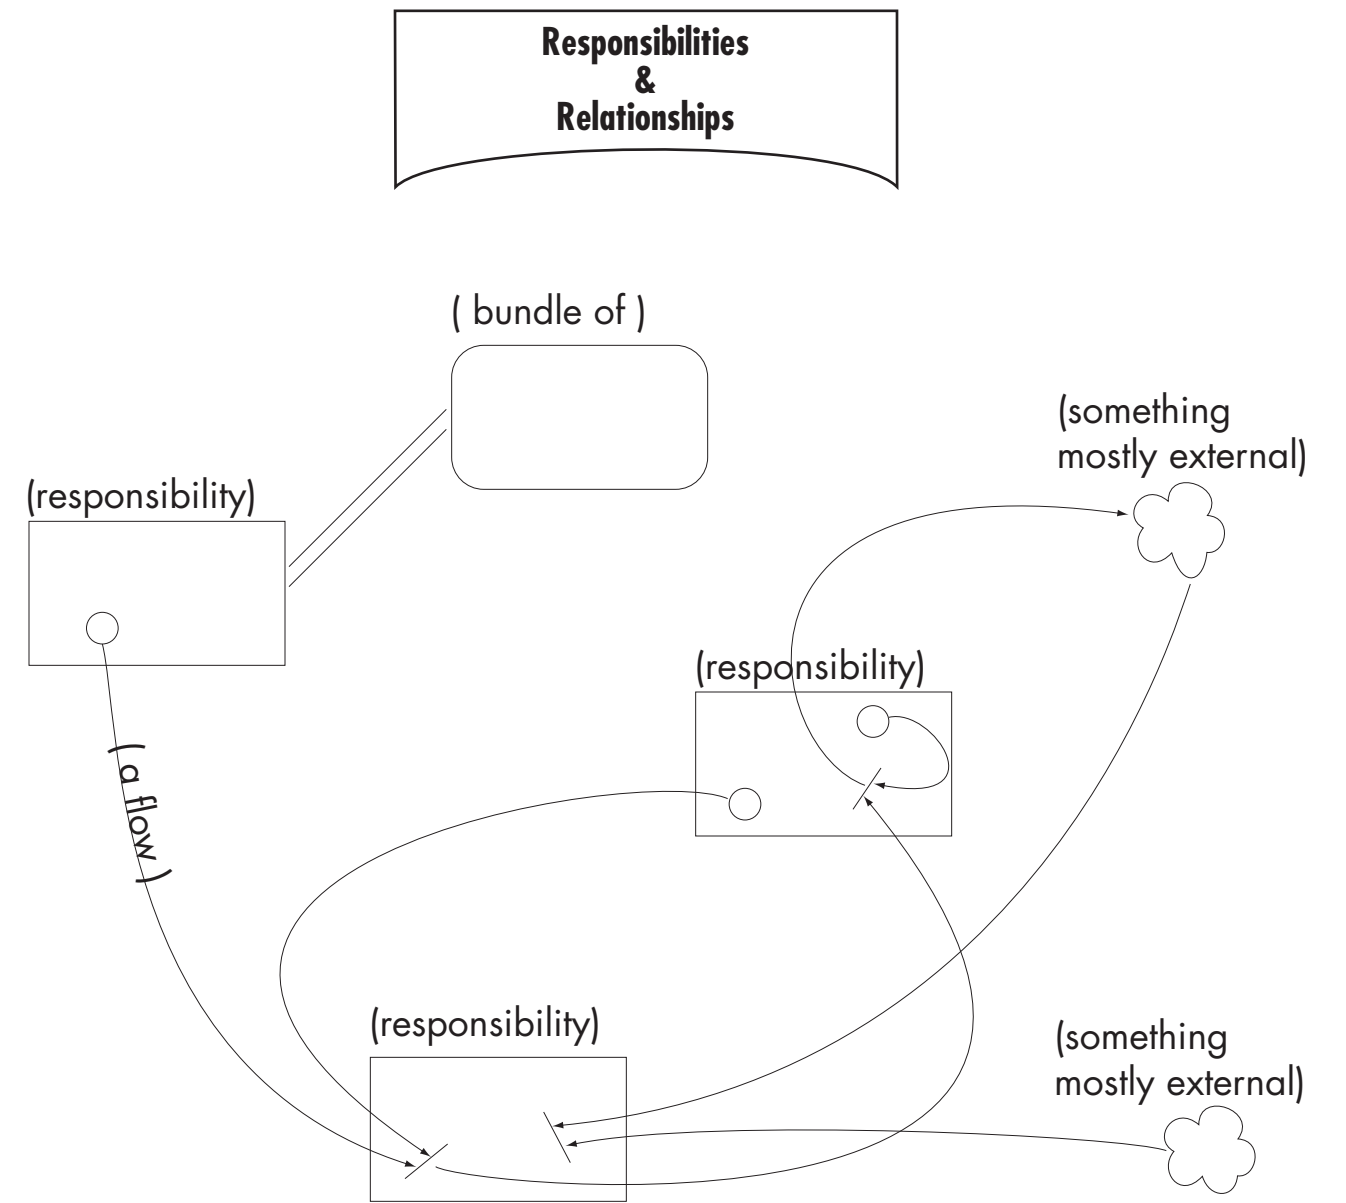 Responsibilities
&
Relationships
( bundle of )
(something
mostly external)
(responsibility)
(responsibility)
( a flow )
(responsibility)
(something
mostly external)